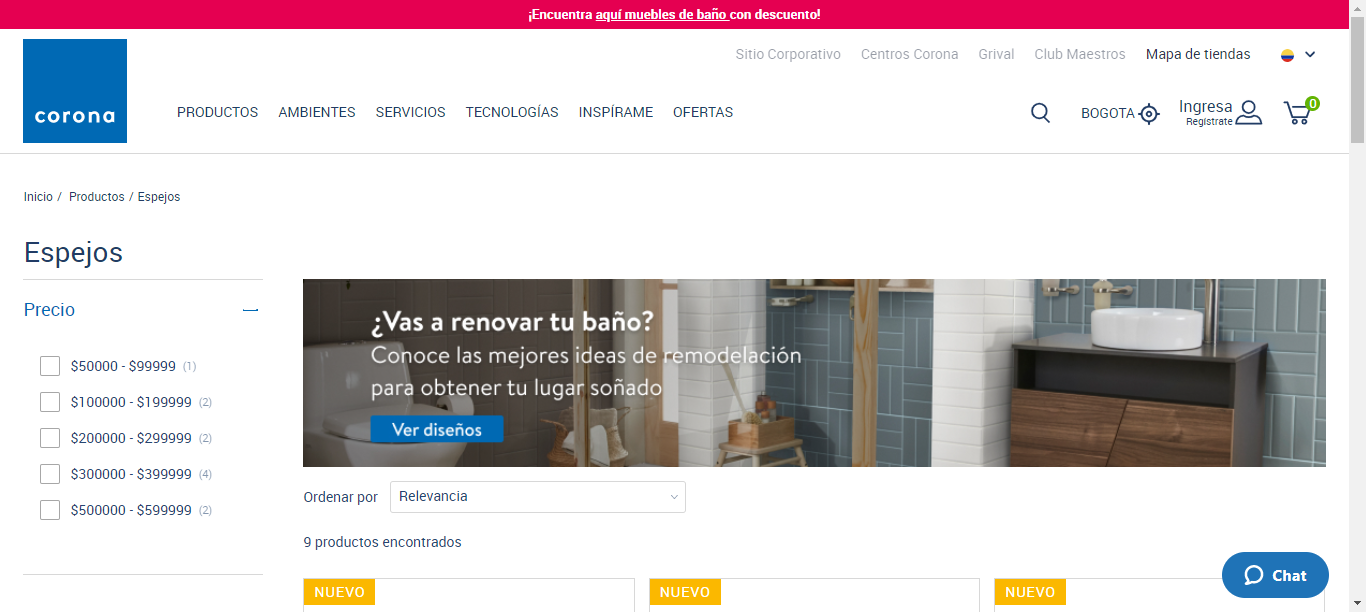 ¡Encuentra aquí muebles de baño con descuento!
Sitio Corporativo Centros Corona Grival Club Maestros Mapa de tiendas
corona
PRODUCTOS AMBIENTES SERVICIOS TECNOLOGÍAS INSPÍRAME OFERTAS
BOGOTA
Ingresa
Regístrate
0
Inicio / Productos / Espejos
Espejos
Precio
$50000 - $99999 (1)
$100000 - $199999 (2)
$200000 - $299999 (2)
$300000 - $399999 (4)
$500000 - $599999 (2)
¿Vas a renovar tu baño?
Conoce las mejores ideas de remodelación
para obtener tu lugar soñado
Ver diseños
Ordenar por Relevancia
9 productos encontrados
NUEVO NUEVO NUEVO
Chat